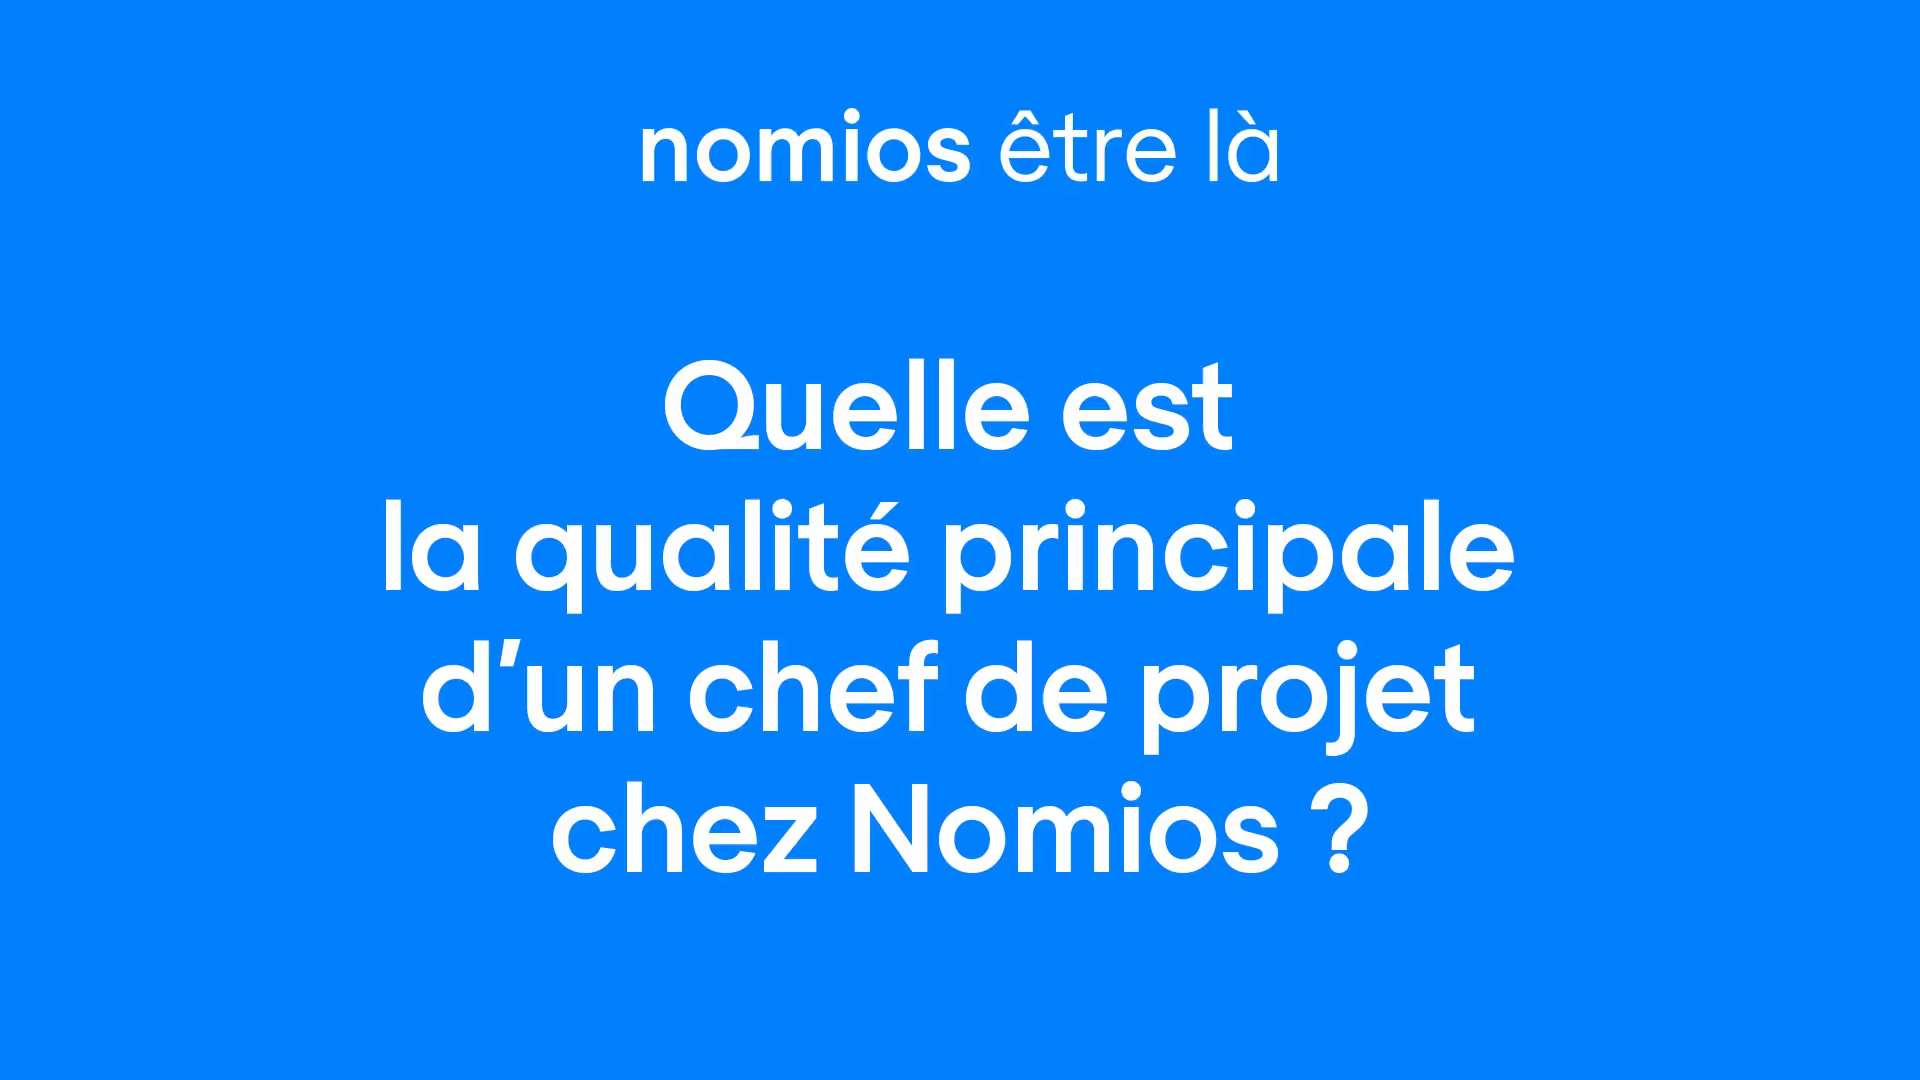 nomios être là
Quelle est
la qualité principale
d’un chef de projet
chez Nomios ?